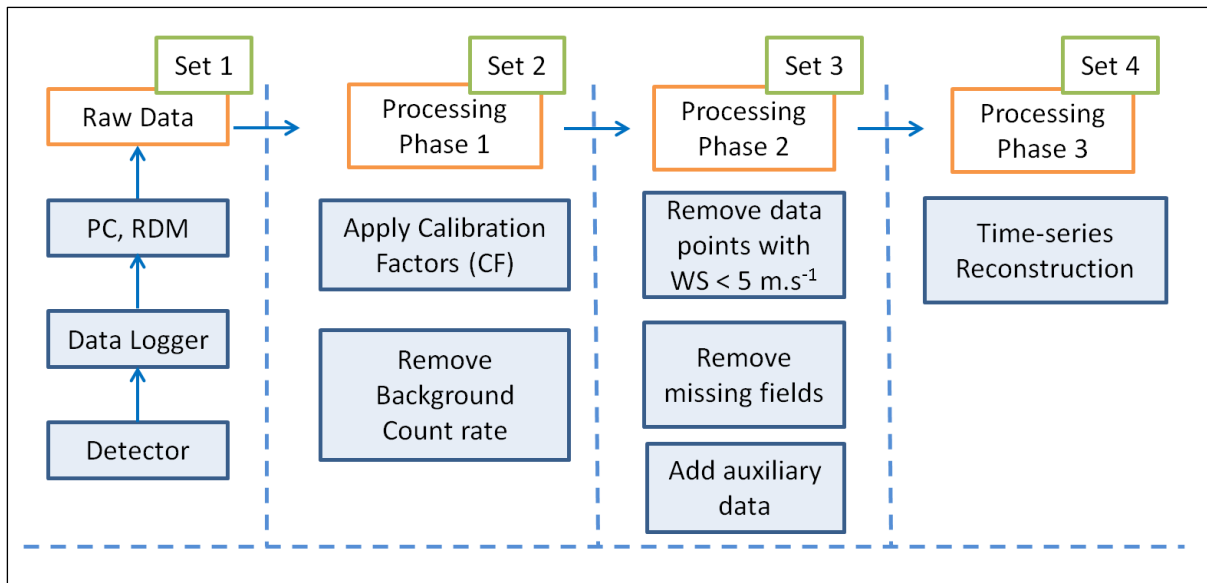 Set 1
Raw Data
PC, RDM
Data Logger
Detector
Set 2
Processing
Phase 1
Apply Calibration
Factors (CF)
Remove
Background
Count rate
Set 3
Processing
Phase 2
Remove data
points with
WS < 5 m.s⁻¹
Remove
missing fields
Add auxiliary
data
Set 4
Processing
Phase 3
Time-series
Reconstruction